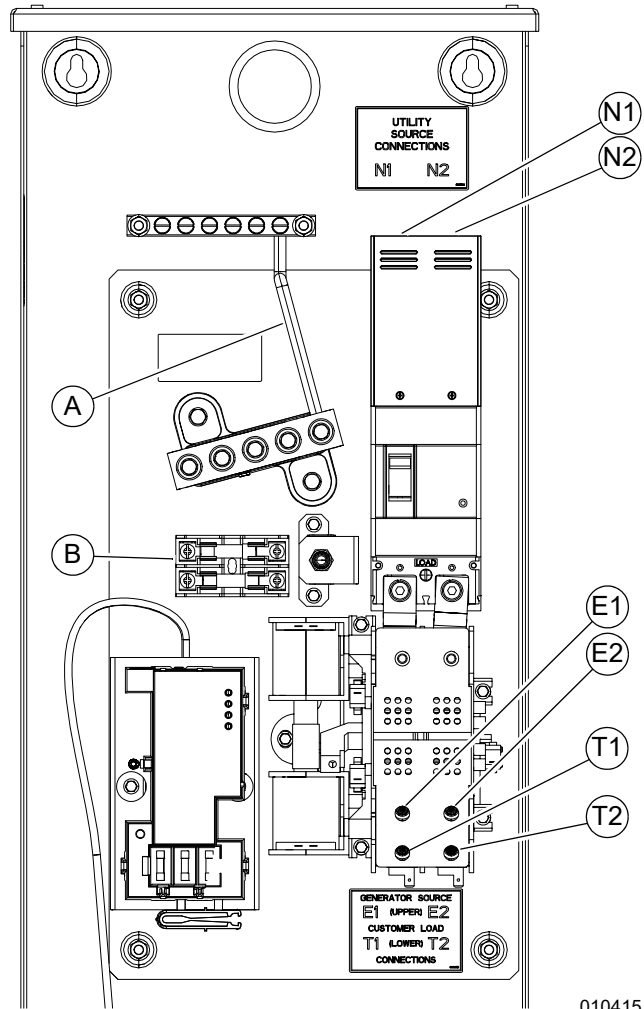 N1
UTILITY
SOURCE
CONNECTIONS
N1 N2
N2
A
B
LOAD
E1
E2
T1
T2
GENERATOR SOURCE
E1 (UPPER) E2
CUSTOMER LOAD
T1 (LOWER) T2
CONNECTIONS
010415